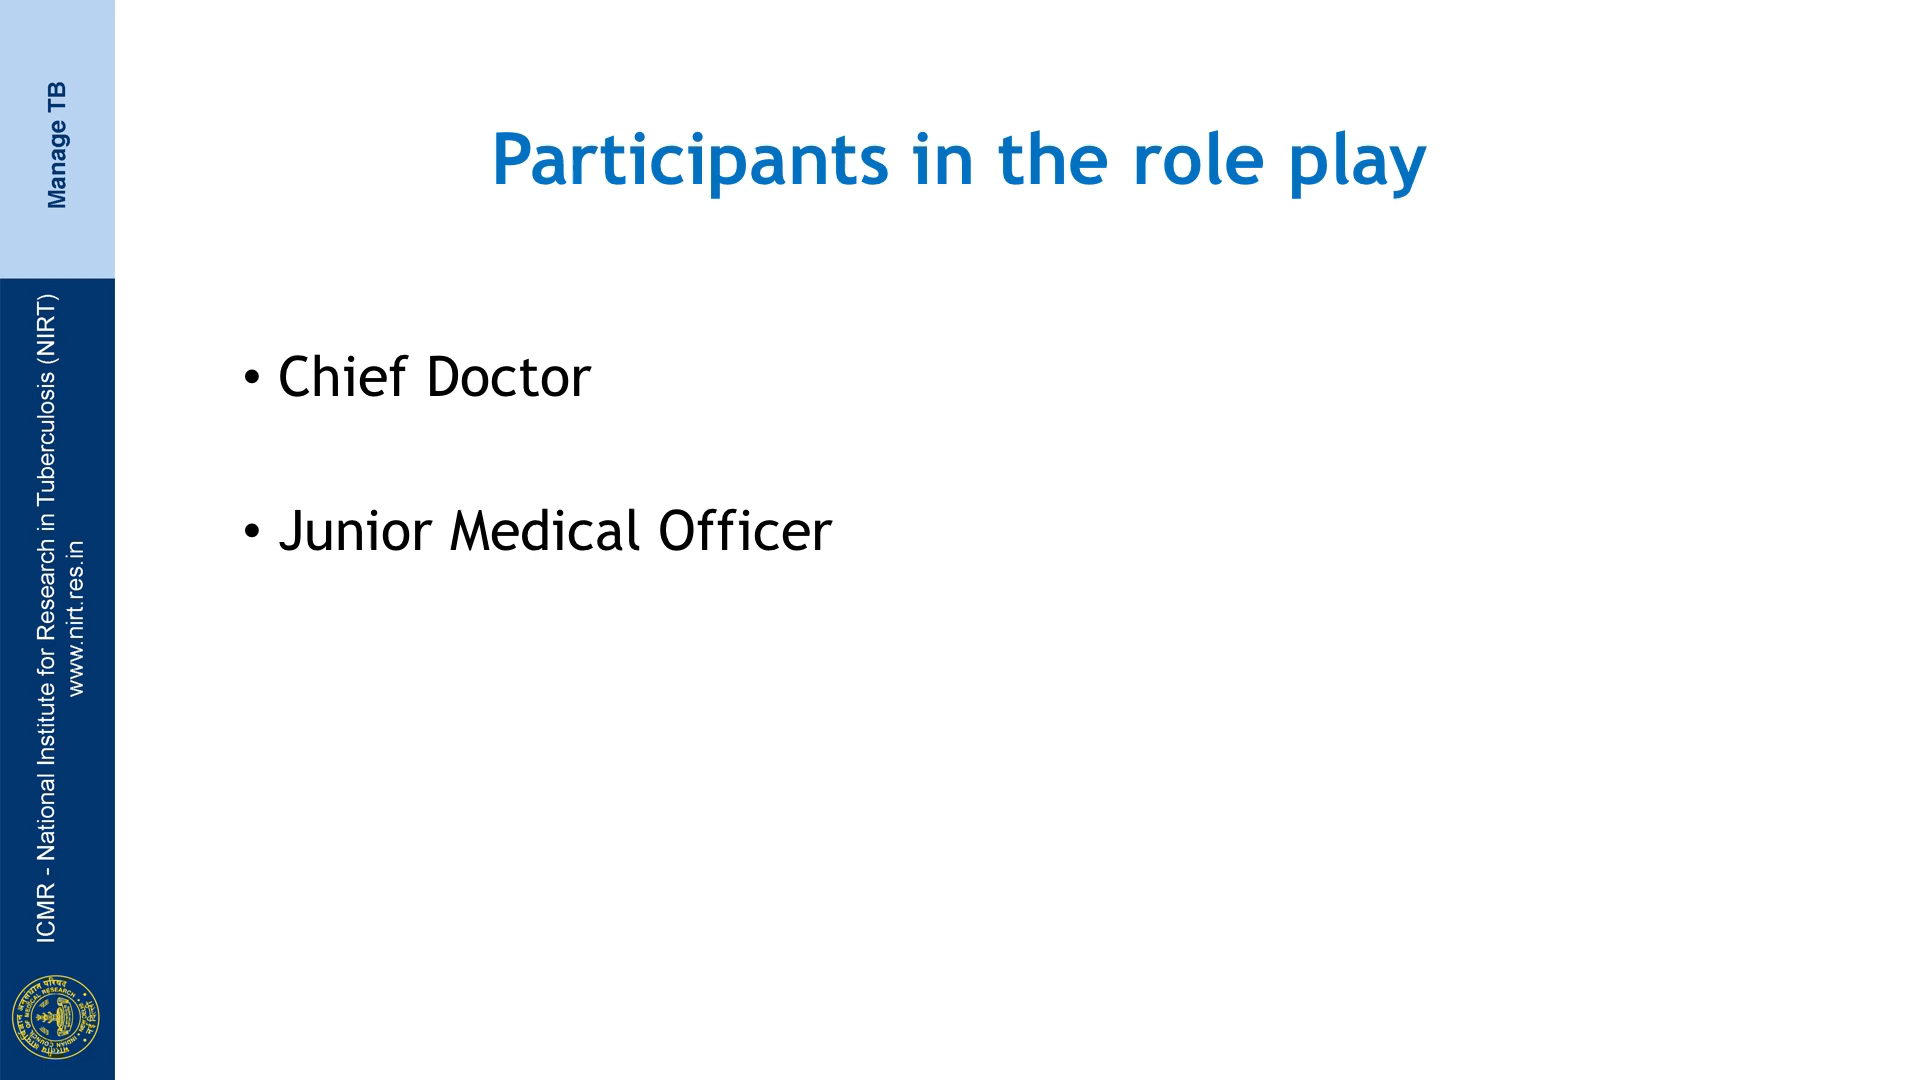 Manage TB
ICMR - National Institute for Research in Tuberculosis (NIRT)
www.nirt.res.in
Participants in the role play
• Chief Doctor
• Junior Medical Officer